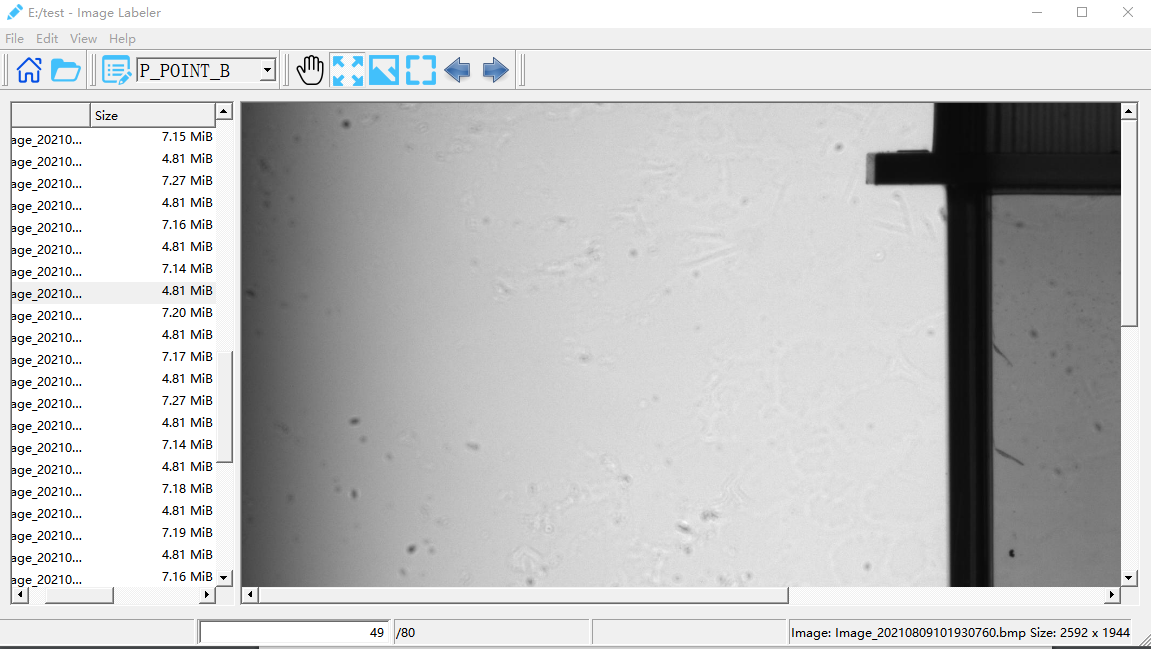 E:/test - Image Labeler
File Edit View Help
P_POINT_B
Size
age_20210... 7.15 MiB
age_20210... 4.81 MiB
age_20210... 7.27 MiB
age_20210... 4.81 MiB
age_20210... 7.16 MiB
age_20210... 4.81 MiB
age_20210... 7.14 MiB
age_20210... 4.81 MiB
age_20210... 7.20 MiB
age_20210... 4.81 MiB
age_20210... 7.17 MiB
age_20210... 4.81 MiB
age_20210... 7.27 MiB
age_20210... 4.81 MiB
age_20210... 7.14 MiB
age_20210... 4.81 MiB
age_20210... 7.18 MiB
age_20210... 4.81 MiB
age_20210... 7.19 MiB
age_20210... 4.81 MiB
age_20210... 7.16 MiB
49 /80 Image: Image_20210809101930760.bmp Size: 2592 x 1944